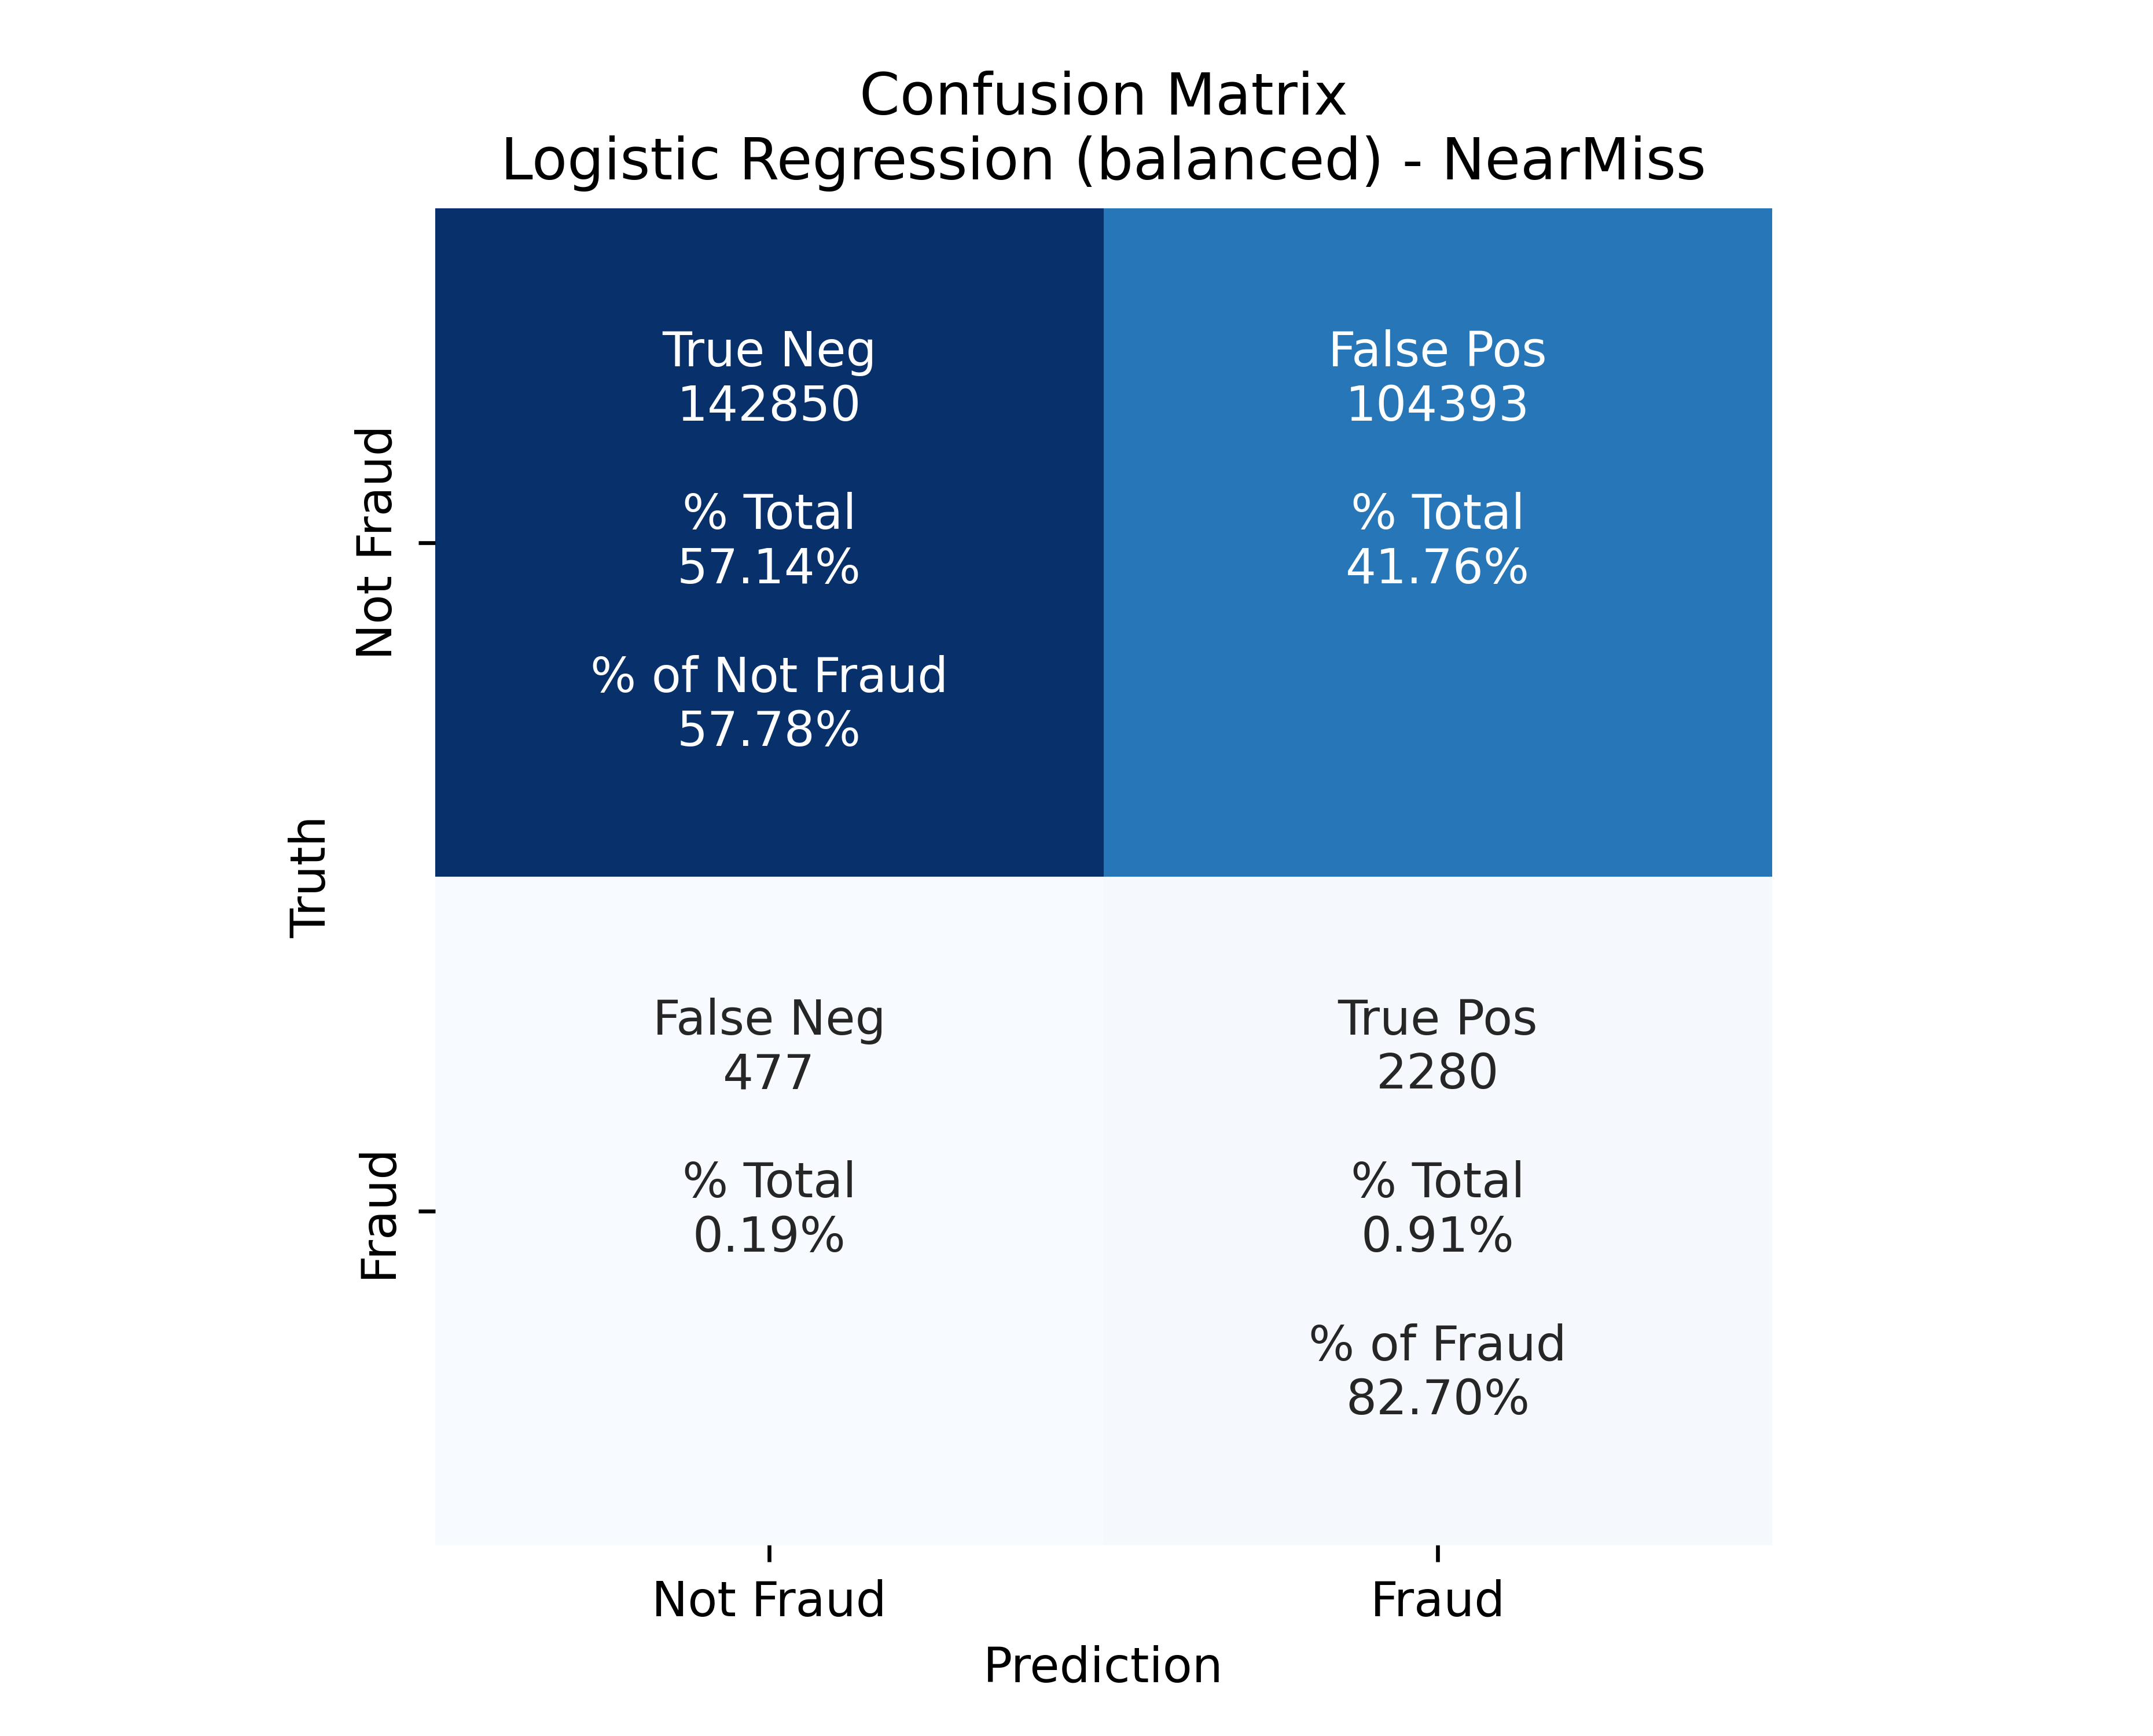 Confusion Matrix
Logistic Regression (balanced) - NearMiss
Truth
Not Fraud
True Neg
142850
% Total
57.14%
% of Not Fraud
57.78%
False Pos
104393
% Total
41.76%
Fraud
False Neg
477
% Total
0.19%
True Pos
2280
% Total
0.91%
% of Fraud
82.70%
Not Fraud
Fraud
Prediction